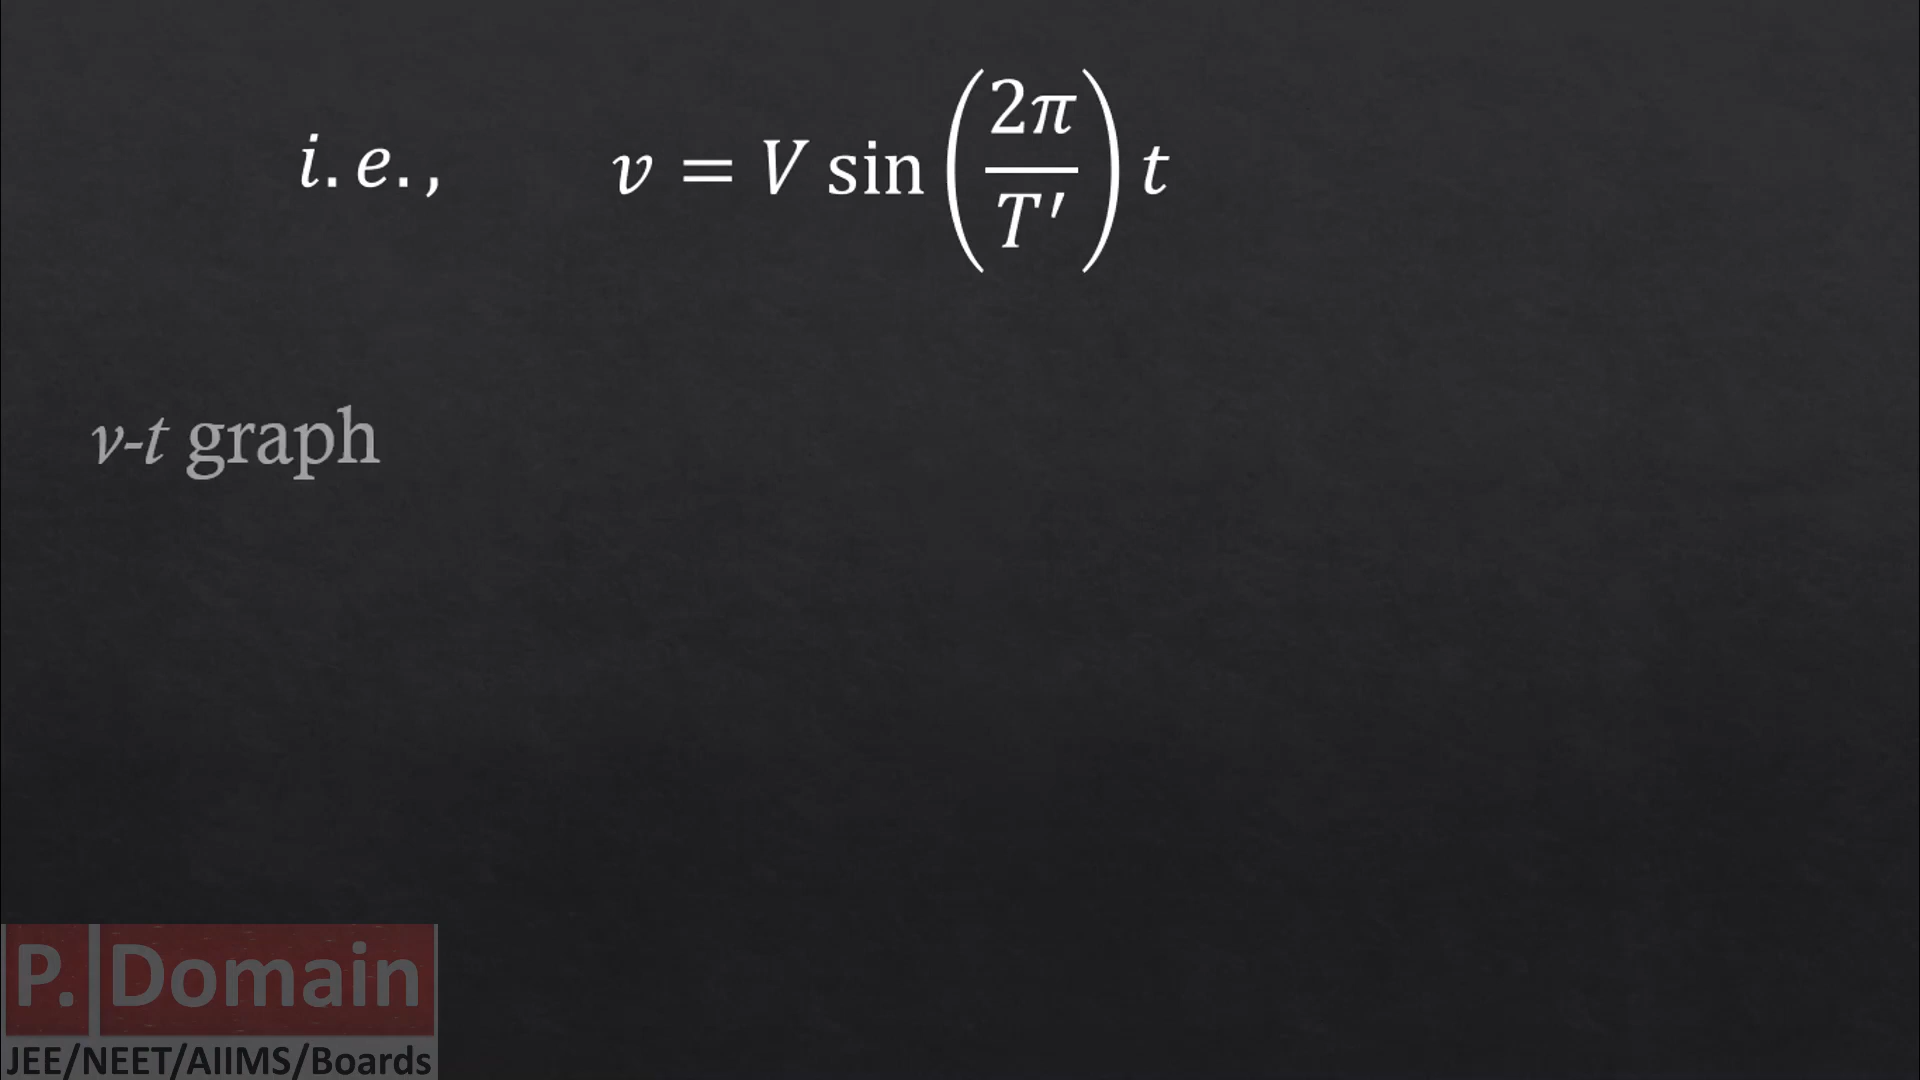 i.e., v = V sin (2π/T′) t
v-t graph
P. Domain
JEE/NEET/AIIMS/Boards